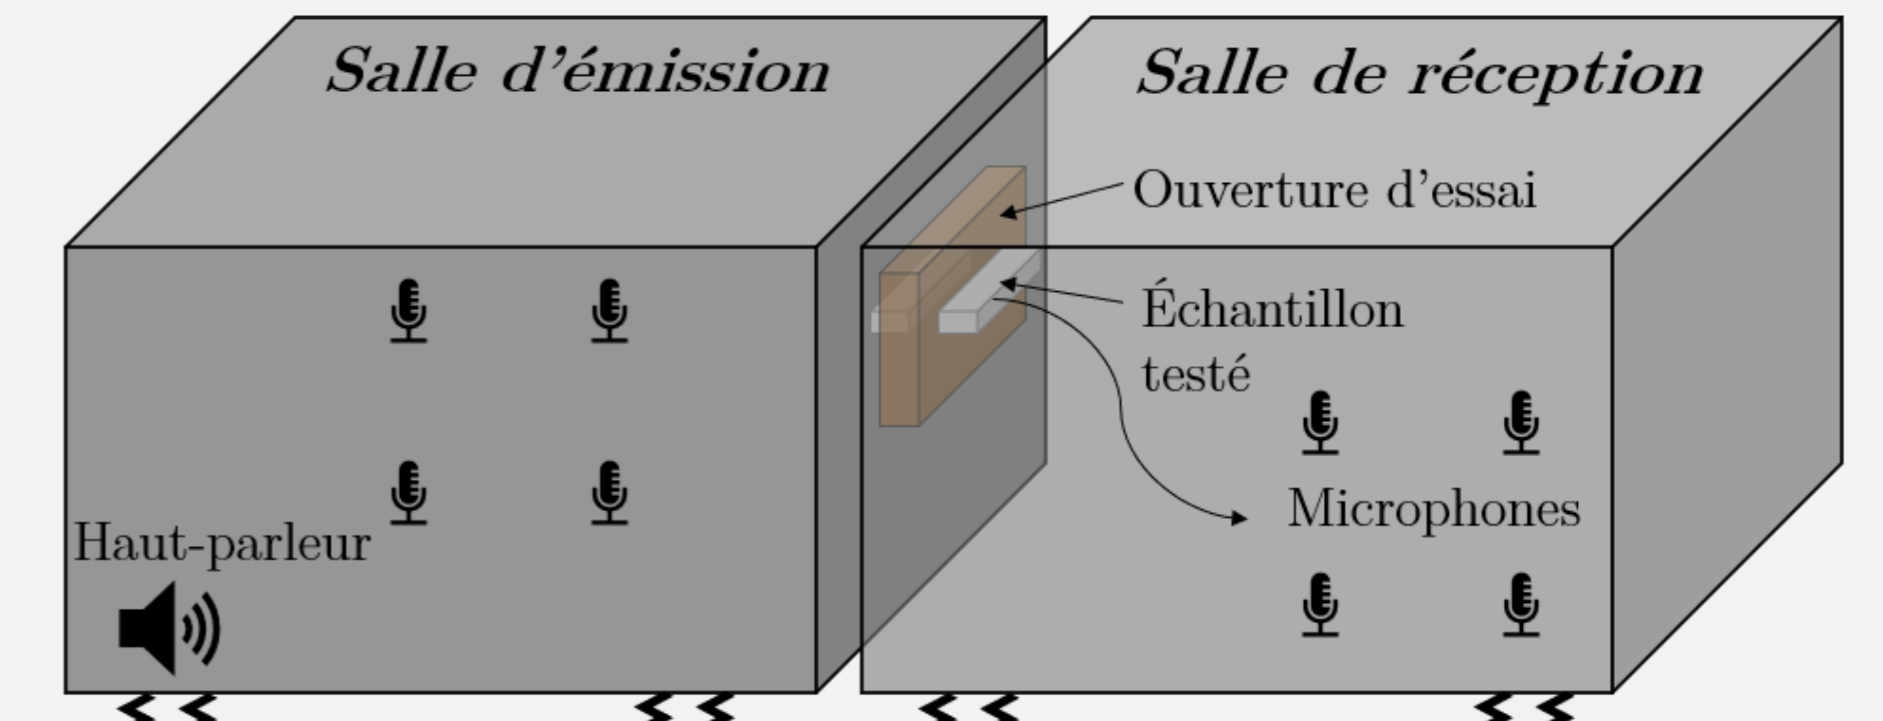 Salle d'émission
Salle de réception
Ouverture d'essai
Échantillon
testé
Microphones
Haut-parleur